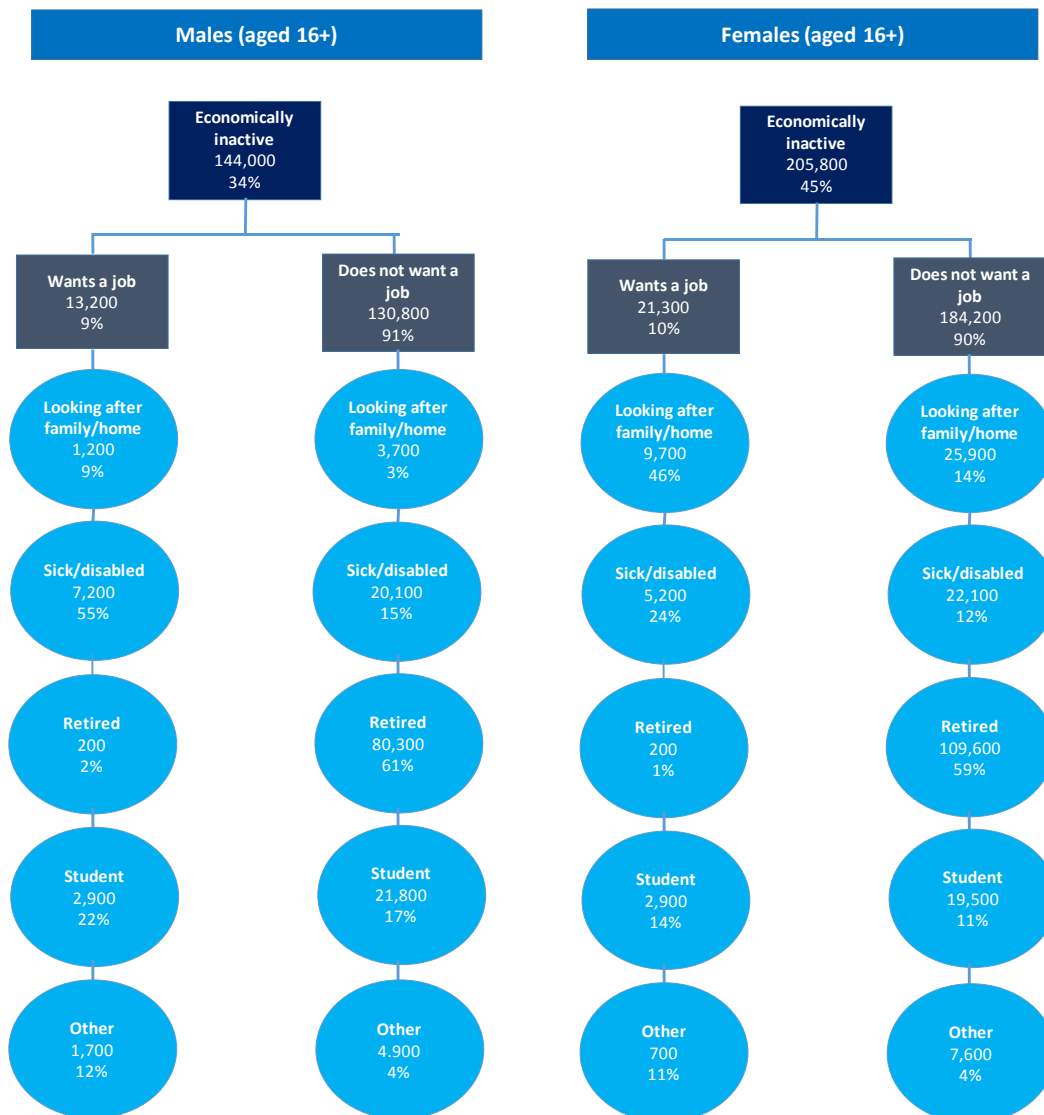 Males (aged 16+)
Economically
inactive
144,000
34%
Wants a job
13,200
9%
Does not want a
job
130,800
91%
Looking after
family/home
1,200
9%
Looking after
family/home
3,700
3%
Sick/disabled
7,200
55%
Sick/disabled
20,100
15%
Retired
200
2%
Retired
80,300
61%
Student
2,900
22%
Student
21,800
17%
Other
1,700
12%
Other
4.900
4%
Females (aged 16+)
Economically
inactive
205,800
45%
Wants a job
21,300
10%
Does not want a
job
184,200
90%
Looking after
family/home
9,700
46%
Looking after
family/home
25,900
14%
Sick/disabled
5,200
24%
Sick/disabled
22,100
12%
Retired
200
1%
Retired
109,600
59%
Student
2,900
14%
Student
19,500
11%
Other
700
11%
Other
7,600
4%